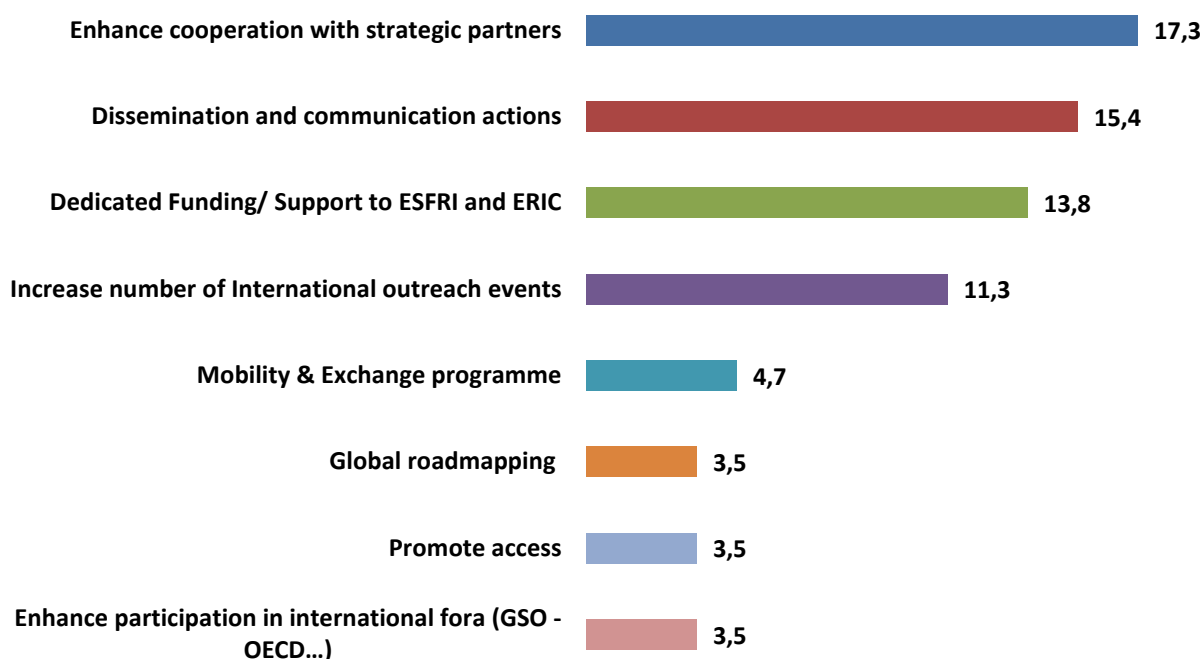 Enhance cooperation with strategic partners 17,3
Dissemination and communication actions 15,4
Dedicated Funding/ Support to ESFRI and ERIC 13,8
Increase number of International outreach events 11,3
Mobility & Exchange programme 4,7
Global roadmapping 3,5
Promote access 3,5
Enhance participation in international fora (GSO -
OECD...) 3,5